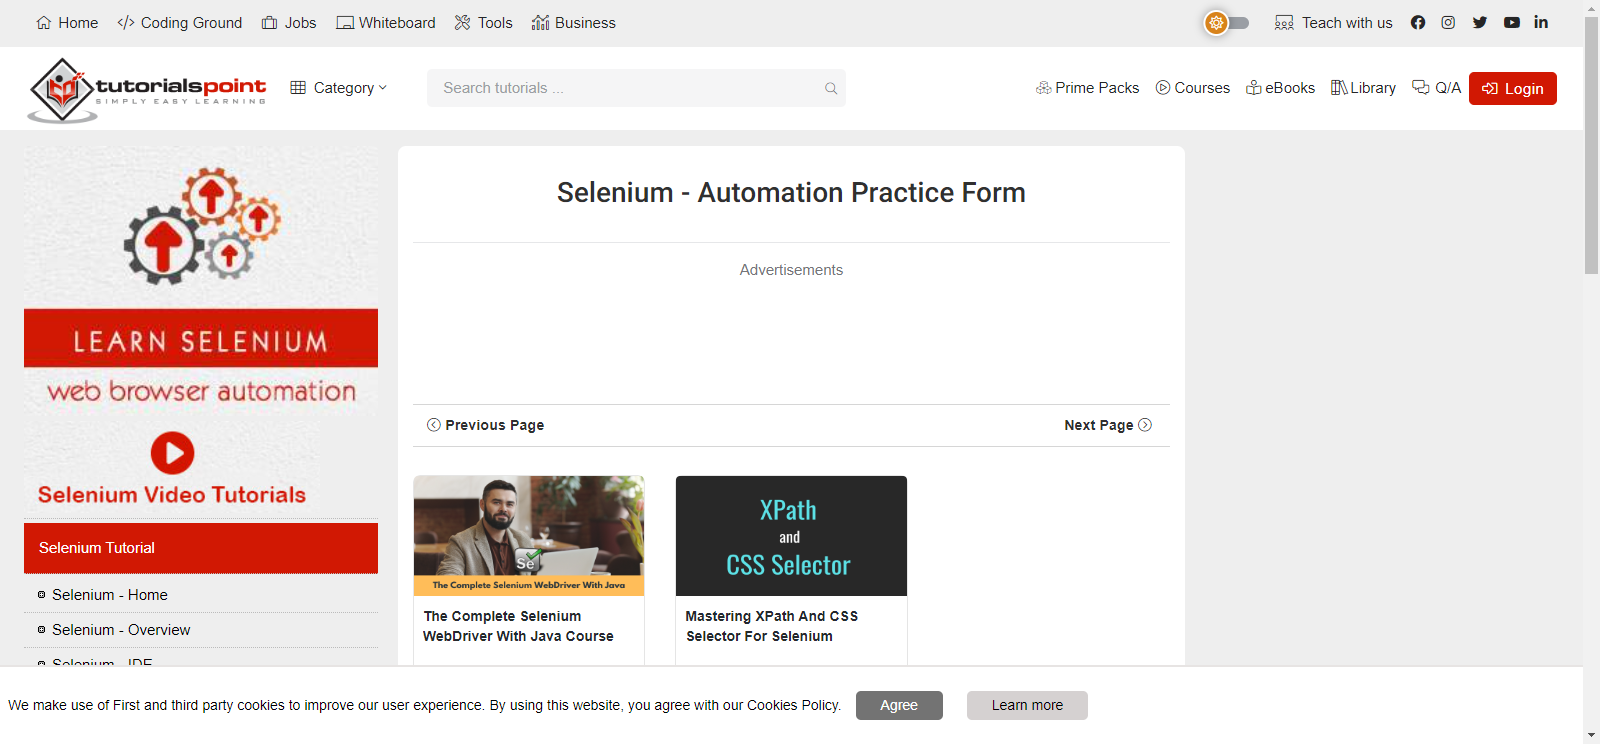 Home
Coding Ground
Jobs
Whiteboard
Tools
Business
Teach with us
tutorialspoint
SIMPLY EASY LEARNING
Category
Search tutorials ...
Prime Packs
Courses
eBooks
Library
Q/A
Login
LEARN SELENIUM
web browser automation
Selenium Video Tutorials
Selenium Tutorial
Selenium - Home
Selenium - Overview
Selenium - IDE
Selenium - Automation Practice Form
Advertisements
Previous Page
Next Page
Se
The Complete Selenium WebDriver With Java
The Complete Selenium
WebDriver With Java Course
XPath
and
CSS Selector
Mastering XPath And CSS
Selector For Selenium
We make use of First and third party cookies to improve our user experience. By using this website, you agree with our Cookies Policy.
Agree
Learn more